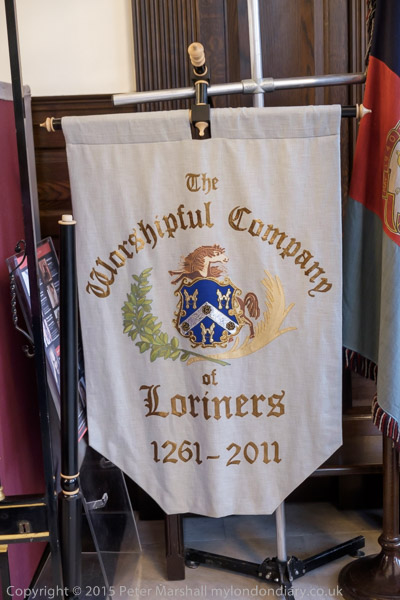 The
Worshipful Company
of
Loriners
1261 – 2011
Copyright © 2015 Peter Marshall mylondondiary.co.uk